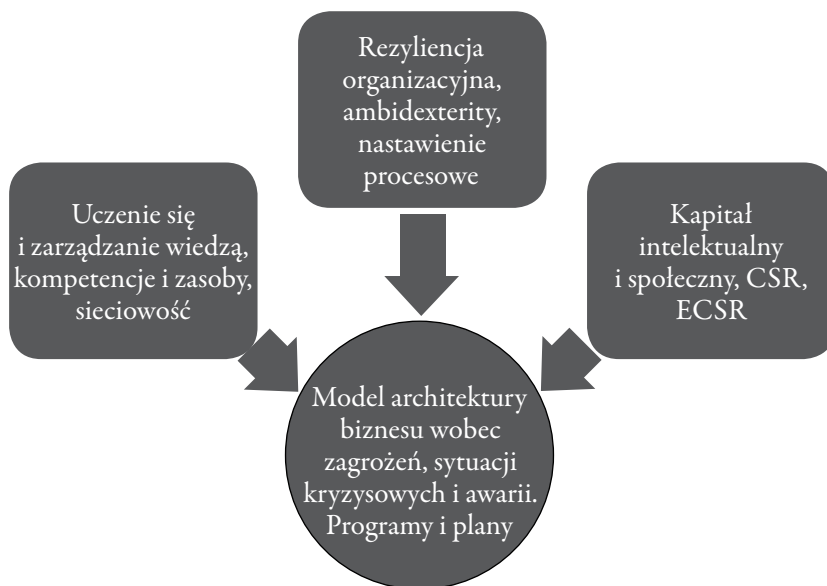 Rezyliencja
organizacyjna,
ambidexterity,
nastawienie
procesowe
Uczenie się
i zarządzanie wiedzą,
kompetencje i zasoby,
sieciowość
Kapitał
intelektualny
i społeczny, CSR,
ECSR
Model architektury
biznesu wobec
zagrożeń, sytuacji
kryzysowych i awarii.
Programy i plany